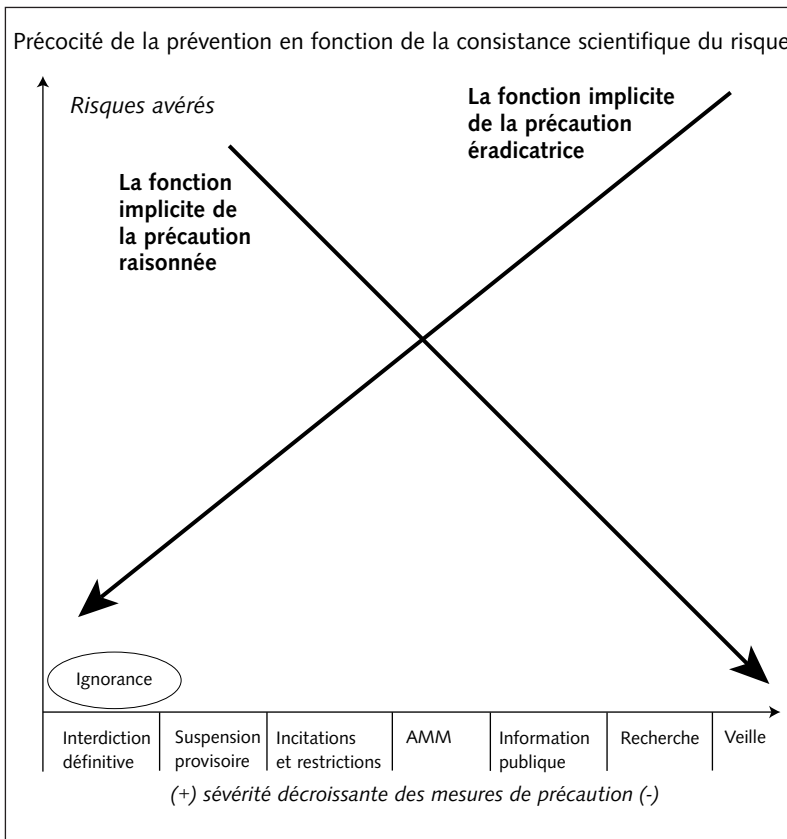 Précocité de la prévention en fonction de la consistance scientifique du risque
Risques avérés
La fonction implicite
de la précaution
éradicatrice
La fonction
implicite de
la précaution
raisonnée
Ignorance
Interdiction
définitive
Suspension
provisoire
Incitations
et restrictions
AMM
Information
publique
Recherche
Veille
(+) sévérité décroissante des mesures de précaution (-)